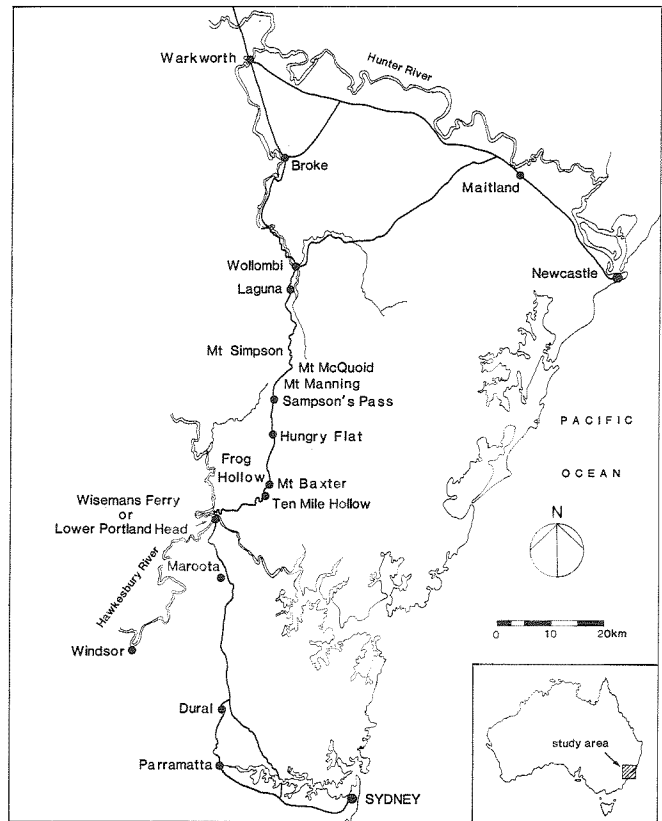 Warkworth
Hunter River
Broke
Maitland
Wollombi
Newcastle
Laguna
Mt Simpson
Mt McQuoid
Mt Manning
Sampson's Pass
PACIFIC
OCEAN
Hungry Flat
Frog
Hollow
Mt Baxter
Ten Mile Hollow
Wisemans Ferry
or
Lower Portland Head
N
Hawkesbury River
Maroota
0 10 20km
Windsor
Dural
study area
Parramatta
SYDNEY